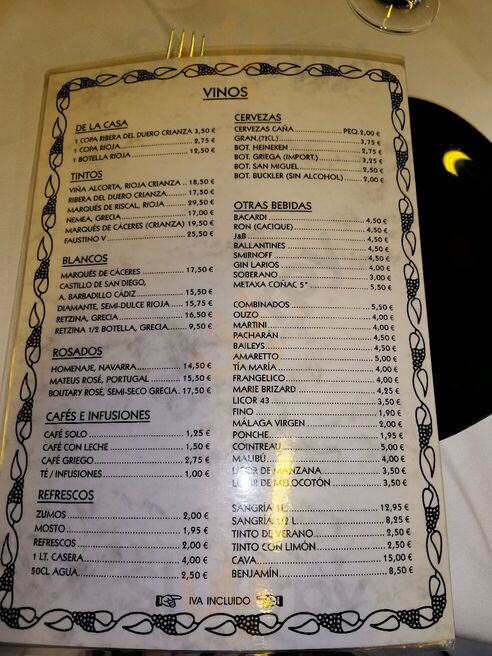 VINOS
DE LA CASA
1 COPA RIBERA DEL DUERO CRIANZA 3,50 €
1 COPA RIOJA 2,75 €
1 BOTELLA RIOJA 12,50 €
TINTOS
VIÑA ALCORTA, RIOJA CRIANZA .. 18,50 €
RIBERA DEL DUERO CRIANZA 17,50 €
MARQUÉS DE RISCAL, RIOJA 29,50 €
NEMEA, GRECIA 17,00 €
MARQUÉS DE CÁCERES (CRIANZA) 19,50 €
FAUSTINO V 25,50 €
BLANCOS
MARQUÉS DE CÁCERES 17,50 €
CASTILLO DE SAN DIEGO,
A. BARBADILLO CÁDIZ 15,50 €
DIAMANTE, SEMI-DULCE RIOJA 15,75 €
RETZINA, GRECIA 16,50 €
RETZINA 1/2 BOTELLA, GRECIA 9,50 €
ROSADOS
HOMENAJE, NAVARRA 14,50 €
MATEUS ROSÉ, PORTUGAL 15,50 €
BOUTARY ROSÉ, SEMI-SECO GRECIA. 17,50 €
CAFÉS E INFUSIONES
CAFÉ SOLO 1,25 €
CAFÉ CON LECHE 1,50 €
CAFÉ GRIEGO 2,75 €
TÉ / INFUSIONES 1,00 €
REFRESCOS
ZUMOS 2,00 €
MOSTO 1,95 €
REFRESCOS 2,00 €
1 LT. CASERA 4,00 €
50CL AGUA 2,50 €
CERVEZAS
CERVEZAS CAÑA PEQ. 2,00 €
GRAN.(?2CL.) 3,75 €
BOT. HEINEKEN 2,75 €
BOT. GRIEGA (IMPORT.) 3,25 €
BOT. SAN MIGUEL 2,50 €
BOT. BUCKLER (SIN ALCOHOL) 2,00 €
OTRAS BEBIDAS
BACARDI 4,50 €
RON (CACIQUE) 4,50 €
J&B 4,50 €
BALLANTINES 4,50 €
SMIRNOFF 4,50 €
GIN LARIOS 4,00 €
SOBERANO 3,00 €
METAXA COÑAC 5* 5,50 €
COMBINADOS 5,50 €
OUZO 4,00 €
MARTINI 4,00 €
PACHARÁN 4,00 €
BAILEYS 4,50 €
AMARETTO 5,00 €
TÍA MARÍA 4,00 €
FRANGELICO 4,00 €
MARIE BRIZARD 4,25 €
LICOR 43 3,50 €
FINO 1,90 €
MÁLAGA VIRGEN 2,00 €
PONCHE 1,95 €
COINTREAU 5,00 €
MALIBÚ 4,00 €
LICOR DE MANZANA 3,50 €
LICOR DE MELOCOTÓN 3,50 €
SANGRÍA 1L. 12,95 €
SANGRÍA 1/2 L. 8,25 €
TINTO DE VERANO 2,50 €
TINTO CON LIMÓN 2,50 €
CAVA 15,00 €
BENJAMÍN 8,50 €
IVA INCLUIDO